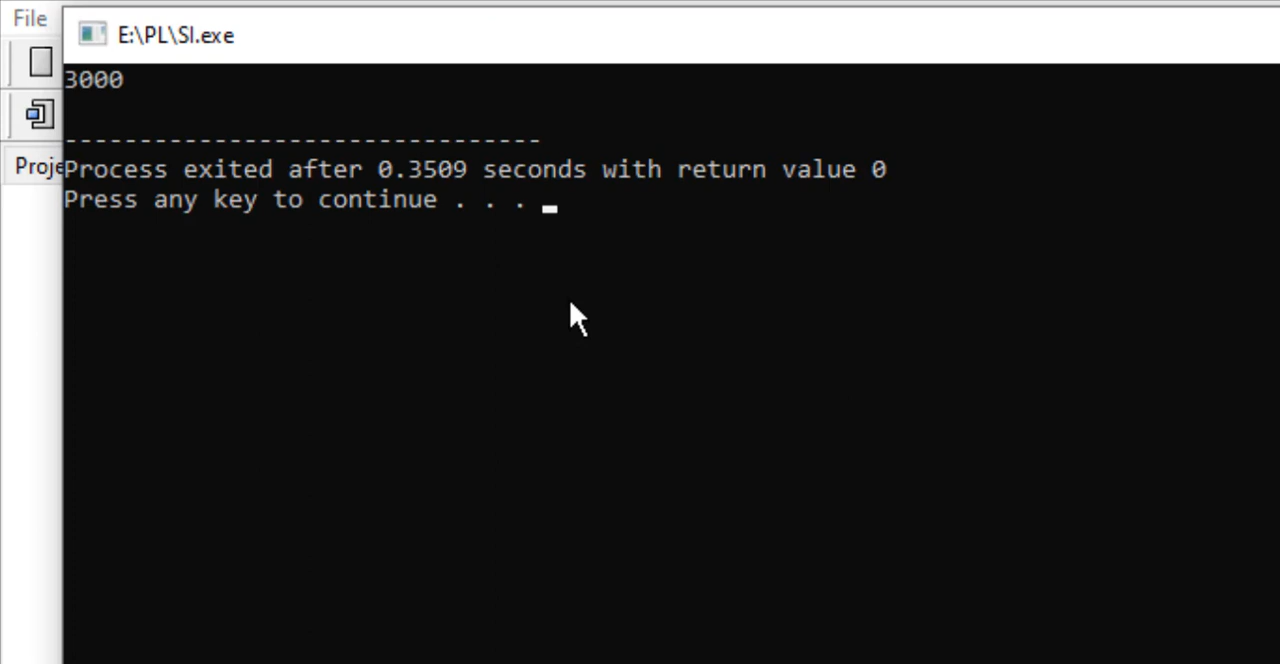 File
E:\PL\SI.exe
3000
--------------------------------
Proje
Process exited after 0.3509 seconds with return value 0
Press any key to continue . . .